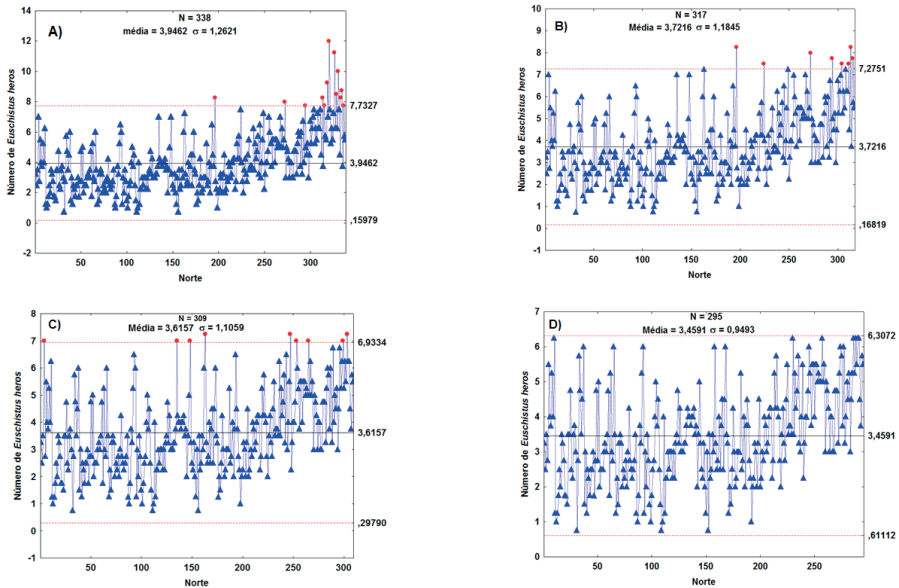 A)
N = 338
média = 3,9462 σ = 1,2621
Número de Euschistus heros
14
12
10
8
6
4
2
0
-2
7,7327
3,9462
,15979
50 100 150 200 250 300
Norte
B)
N = 317
média = 3,7216 σ = 1,1845
Número de Euschistus heros
10
9
8
7
6
5
4
3
2
1
0
-1
7,2751
3,7216
,16819
50 100 150 200 250 300
Norte
C)
N = 309
Média = 3,6157 σ = 1,1059
Número de Euschistus heros
8
7
6
5
4
3
2
1
0
-1
6,9334
3,6157
,29790
50 100 150 200 250 300
Norte
D)
N = 295
Média = 3,4591 σ = 0,9493
Número de Euschistus heros
7
6
5
4
3
2
1
0
6,3072
3,4591
,61112
50 100 150 200 250
Norte